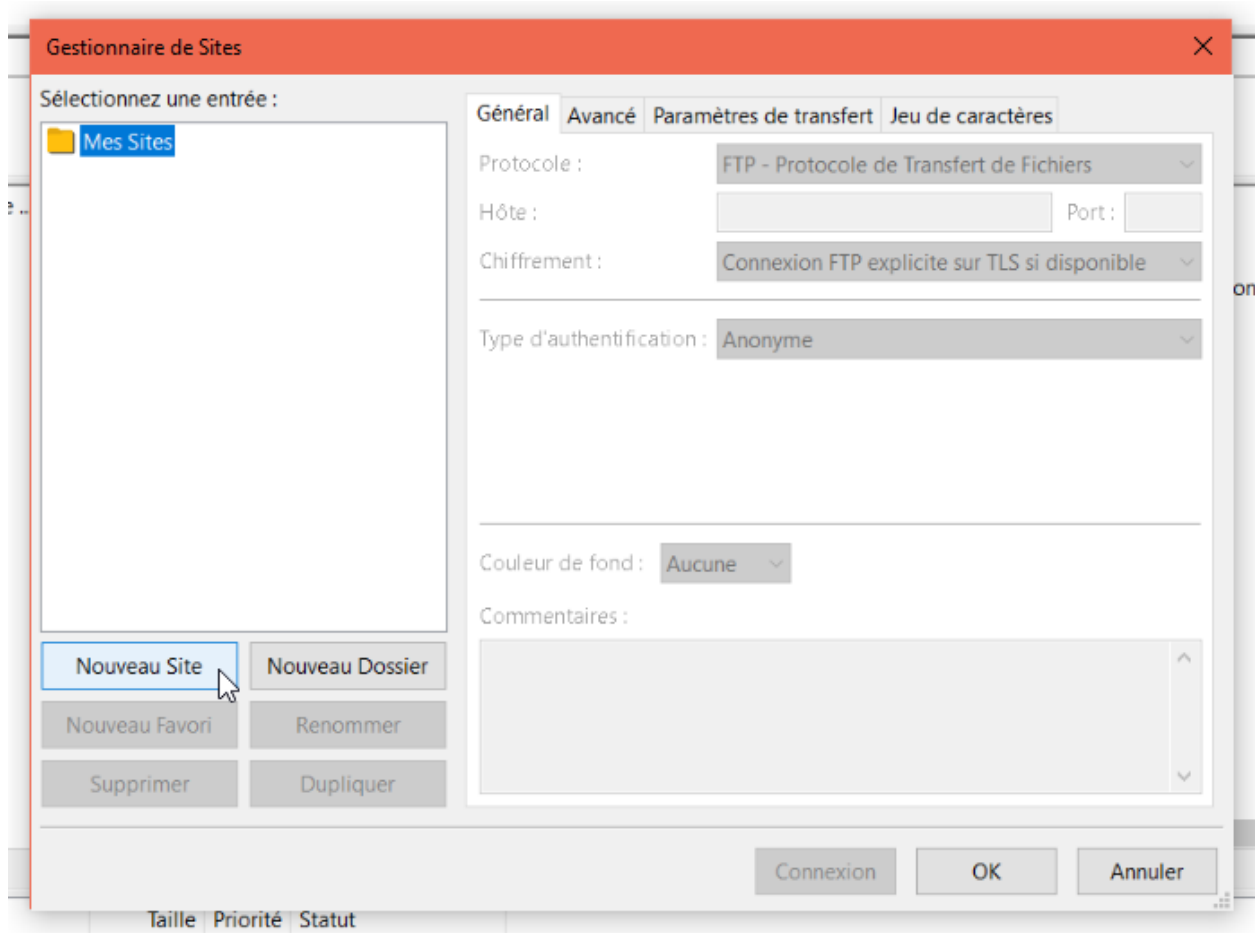 Gestionnaire de Sites
Sélectionnez une entrée :
Mes Sites
Général Avancé Paramètres de transfert Jeu de caractères
Protocole : FTP - Protocole de Transfert de Fichiers
Hôte : Port :
Chiffrement : Connexion FTP explicite sur TLS si disponible
Type d'authentification : Anonyme
Couleur de fond : Aucune
Commentaires :
Nouveau Site Nouveau Dossier
Nouveau Favori Renommer
Supprimer Dupliquer
Connexion OK Annuler
Taille Priorité Statut